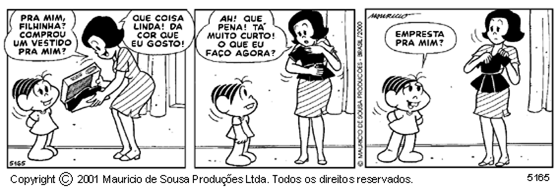 PRA MIM,
FILHINHA?
COMPROU
UM VESTIDO
PRA MIM?
QUE COISA
LINDA! DA
COR QUE
EU GOSTO!
5165
AH! QUE
PENA! TÁ
MUITO CURTO!
O QUE EU
FAÇO AGORA?
© MAURICIO DE SOUSA PRODUÇÕES - BRASIL/2000
MAURICIO
EMPRESTA
PRA MIM?
Copyright © 2001 Mauricio de Sousa Produções Ltda. Todos os direitos reservados.
5165